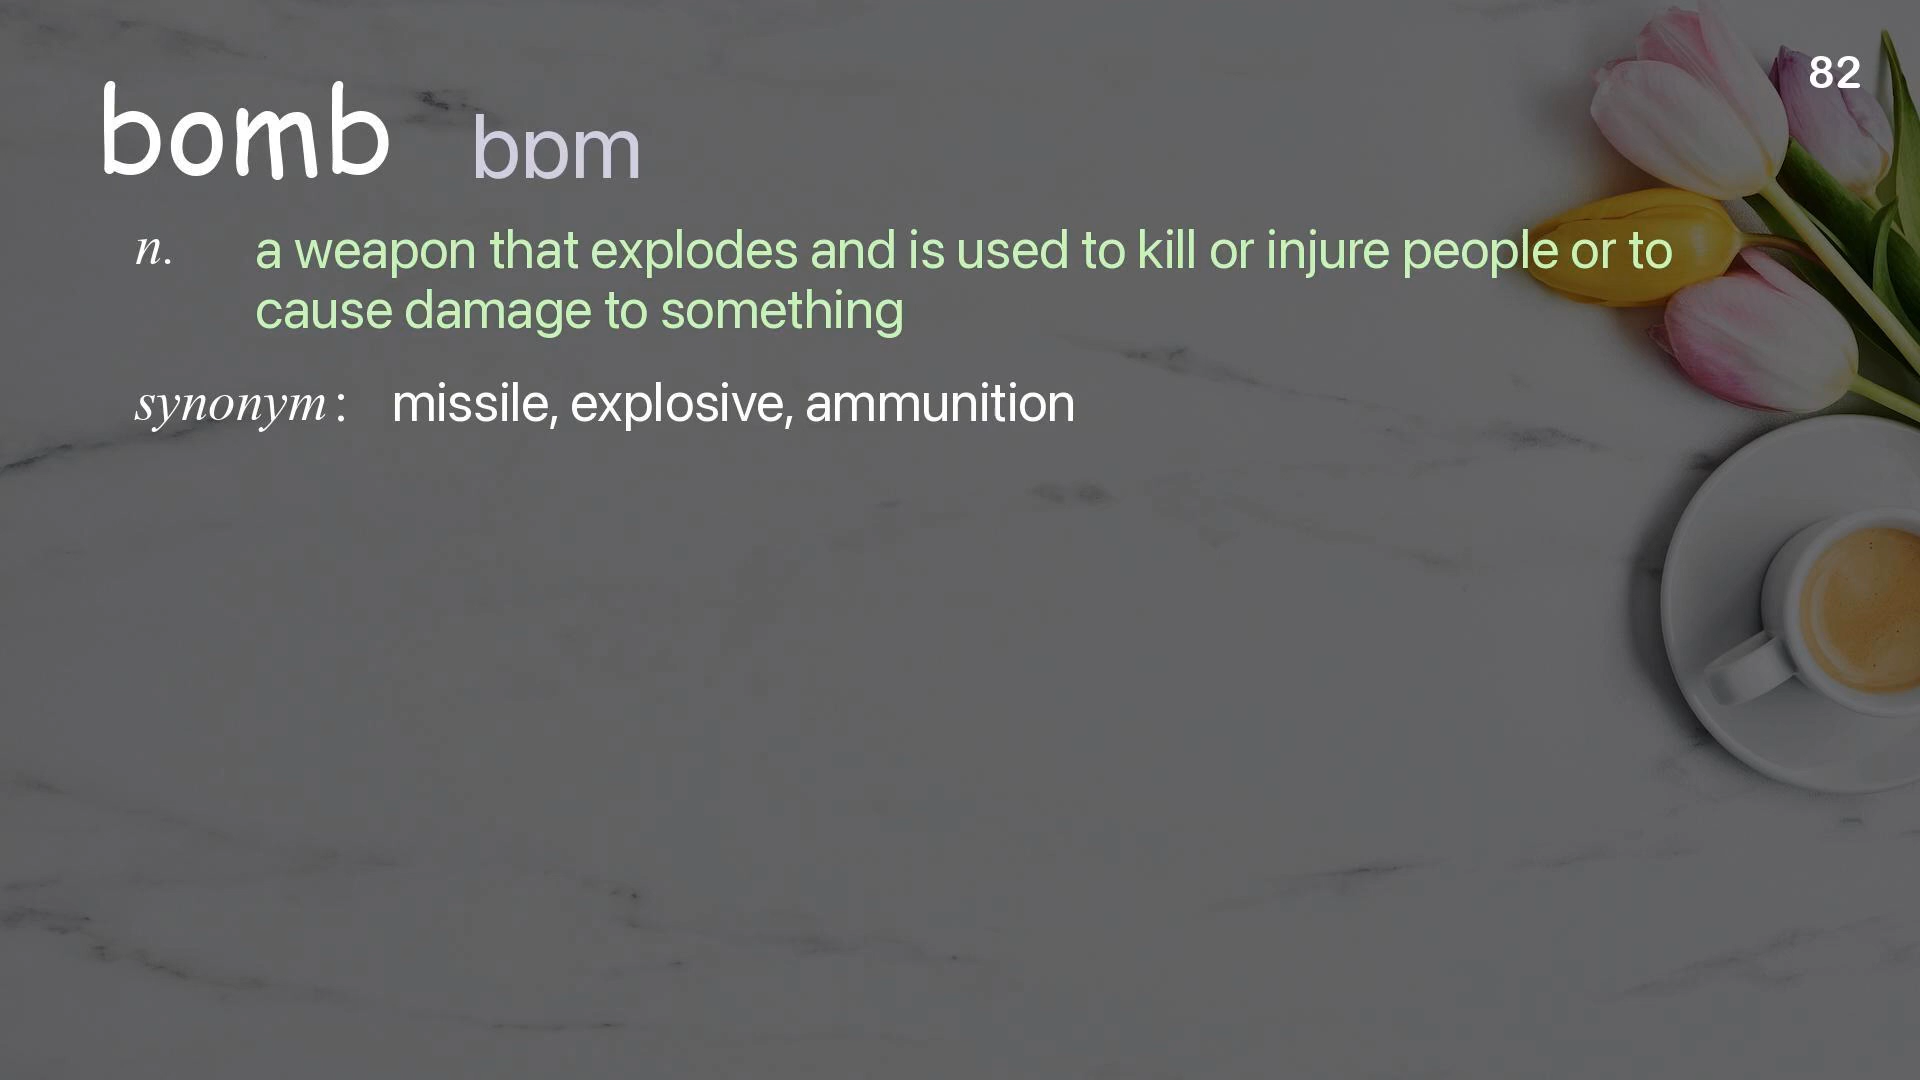 82
bomb bɒm
n. a weapon that explodes and is used to kill or injure people or to
cause damage to something
synonym: missile, explosive, ammunition